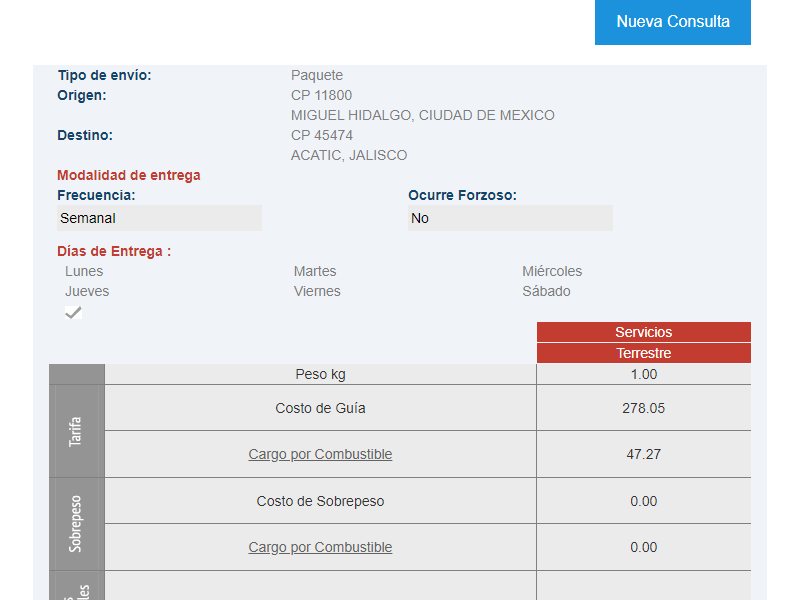 Nueva Consulta
Tipo de envío: Paquete
Origen: CP 11800
MIGUEL HIDALGO, CIUDAD DE MEXICO
Destino: CP 45474
ACATIC, JALISCO
Modalidad de entrega
Frecuencia: Ocurre Forzoso:
Semanal No
Días de Entrega :
Lunes Martes Miércoles
Jueves Viernes Sábado
Servicios
Terrestre
Peso kg 1.00
Tarifa
Costo de Guía 278.05
Cargo por Combustible 47.27
Sobrepeso
Costo de Sobrepeso 0.00
Cargo por Combustible 0.00